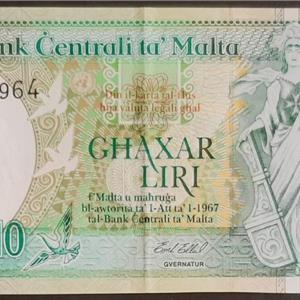 Bank Ċentrali ta' Malta
964
Din il-karta tal-flus
hija valuta legali għal
GĦAXAR
LIRI
f'Malta u maħruġa
bl-awtorita ta' l-Att ta' l-1967
tal-Bank Ċentrali ta' Malta
10
GVERNATUR